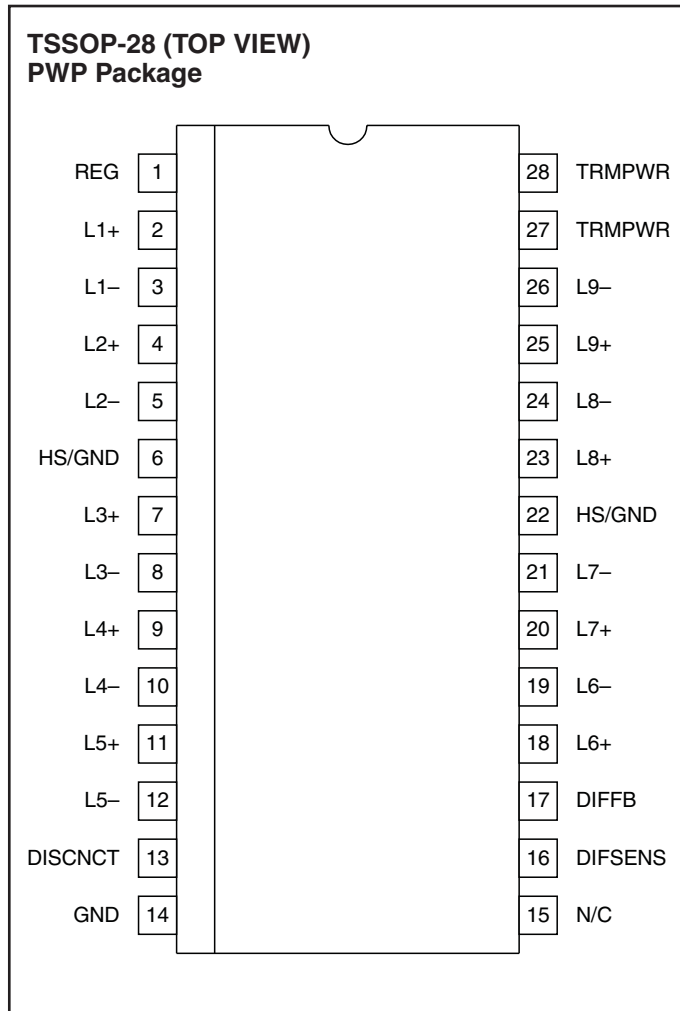 TSSOP-28 (TOP VIEW)
PWP Package
REG 1 28 TRMPWR
L1+ 2 27 TRMPWR
L1– 3 26 L9–
L2+ 4 25 L9+
L2– 5 24 L8–
HS/GND 6 23 L8+
L3+ 7 22 HS/GND
L3– 8 21 L7–
L4+ 9 20 L7+
L4– 10 19 L6–
L5+ 11 18 L6+
L5– 12 17 DIFFB
DISCNCT 13 16 DIFSENS
GND 14 15 N/C